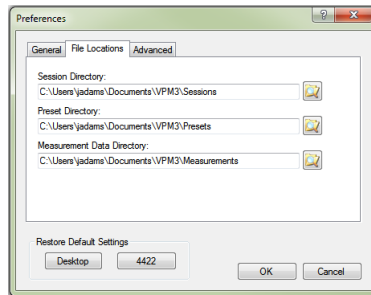 Preferences
General File Locations Advanced
Session Directory:
C:\Users\jadams\Documents\VPM3\Sessions
Preset Directory:
C:\Users\jadams\Documents\VPM3\Presets
Measurement Data Directory:
C:\Users\jadams\Documents\VPM3\Measurements
Restore Default Settings
Desktop 4422
OK Cancel